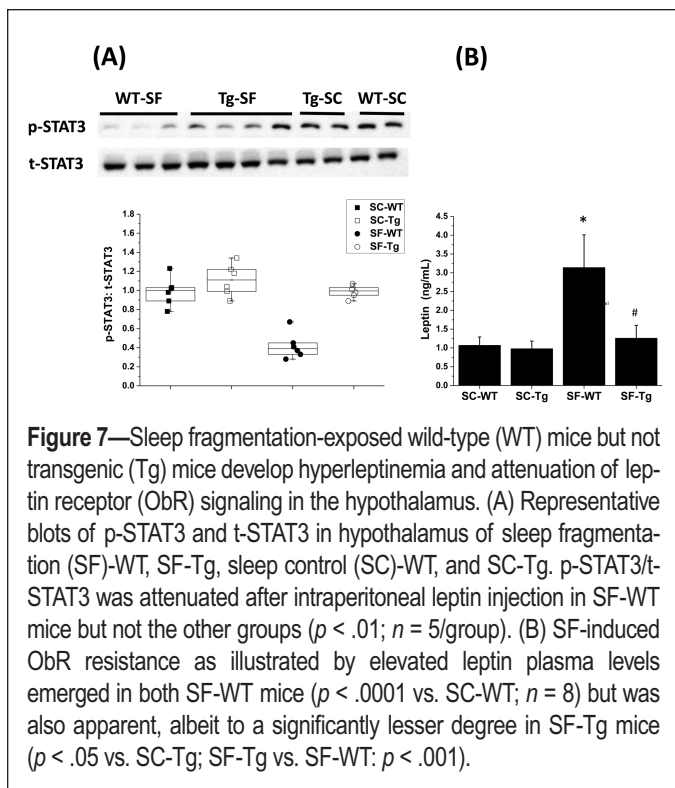 (A)
(B)
WT-SF Tg-SF Tg-SC WT-SC
p-STAT3
t-STAT3
SC-WT
SC-Tg
SF-WT
SF-Tg
p-STAT3: t-STAT3
1.8
1.6
1.4
1.2
1.0
0.8
0.6
0.4
0.2
0.0
Leptin (ng/mL)
4.5
4.0
3.5
3.0
2.5
2.0
1.5
1.0
0.5
0.0
*
#
SC-WT SC-Tg SF-WT SF-Tg
Figure 7—Sleep fragmentation-exposed wild-type (WT) mice but not
transgenic (Tg) mice develop hyperleptinemia and attenuation of lep-
tin receptor (ObR) signaling in the hypothalamus. (A) Representative
blots of p-STAT3 and t-STAT3 in hypothalamus of sleep fragmenta-
tion (SF)-WT, SF-Tg, sleep control (SC)-WT, and SC-Tg. p-STAT3/t-
STAT3 was attenuated after intraperitoneal leptin injection in SF-WT
mice but not the other groups (p < .01; n = 5/group). (B) SF-induced
ObR resistance as illustrated by elevated leptin plasma levels
emerged in both SF-WT mice (p < .0001 vs. SC-WT; n = 8) but was
also apparent, albeit to a significantly lesser degree in SF-Tg mice
(p < .05 vs. SC-Tg; SF-Tg vs. SF-WT: p < .001).